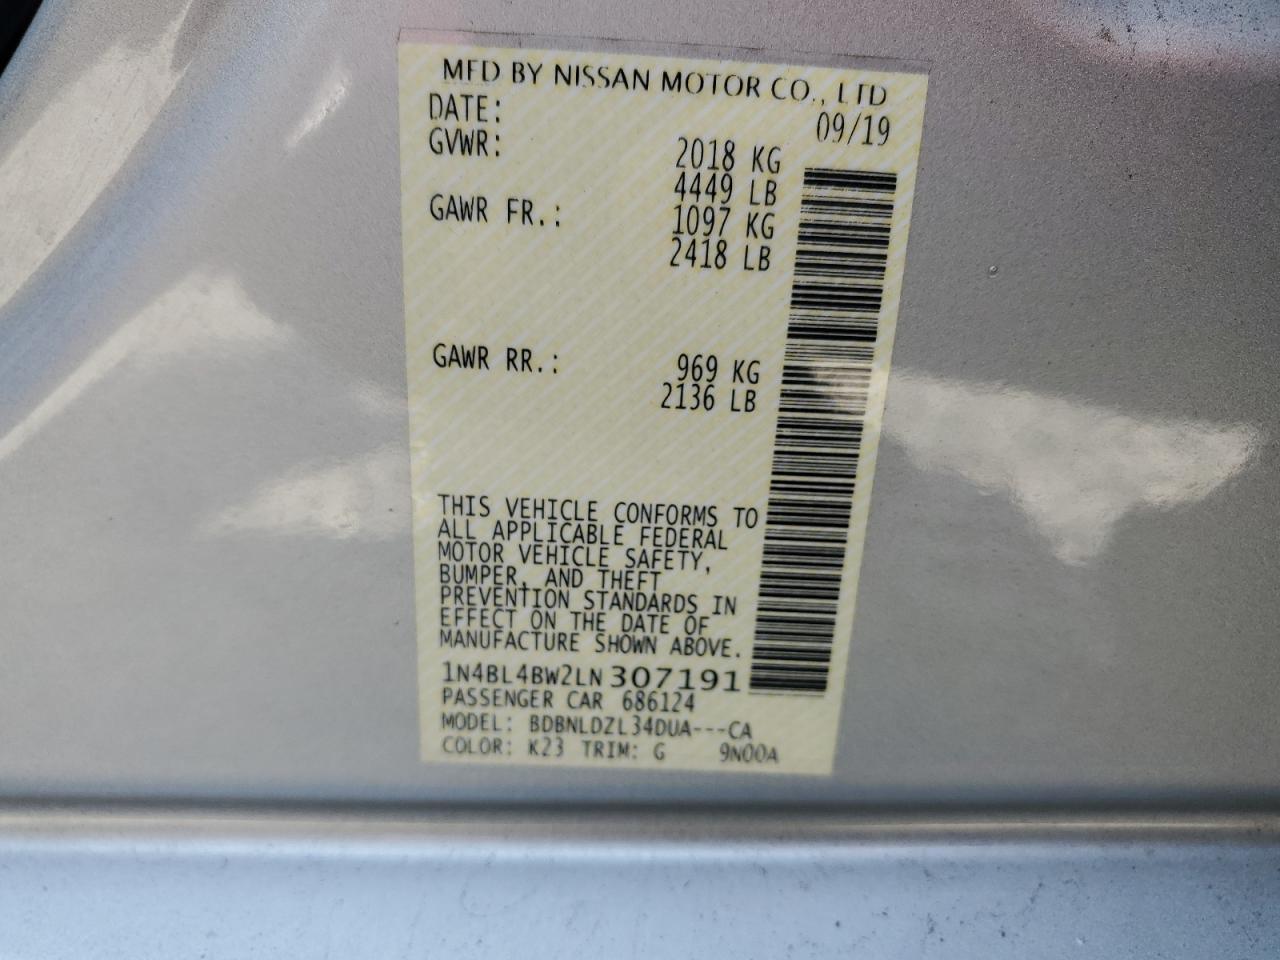 MFD BY NISSAN MOTOR CO., LTD
DATE: 09/19
GVWR: 2018 KG
4449 LB
GAWR FR.: 1097 KG
2418 LB
GAWR RR.: 969 KG
2136 LB
THIS VEHICLE CONFORMS TO
ALL APPLICABLE FEDERAL
MOTOR VEHICLE SAFETY,
BUMPER, AND THEFT
PREVENTION STANDARDS IN
EFFECT ON THE DATE OF
MANUFACTURE SHOWN ABOVE.
1N4BL4BW2LN307191
PASSENGER CAR 686124
MODEL: BDBNLDZL34DUA---CA
COLOR: K23 TRIM: G 9N00A